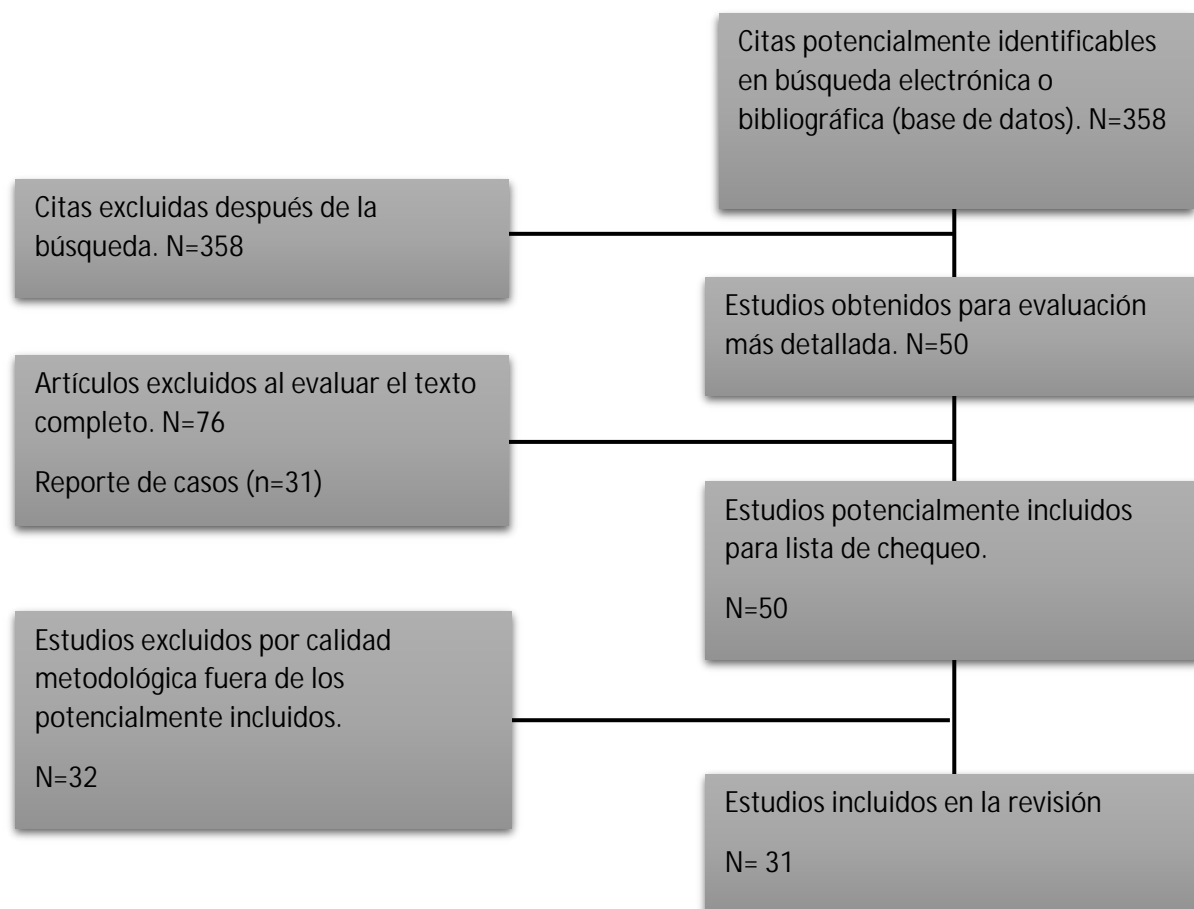 Citas potencialmente identificables
en búsqueda electrónica o
bibliográfica (base de datos). N=358
Citas excluidas después de la
búsqueda. N=358
Estudios obtenidos para evaluación
más detallada. N=50
Artículos excluidos al evaluar el texto
completo. N=76
Reporte de casos (n=31)
Estudios potencialmente incluidos
para lista de chequeo.
N=50
Estudios excluidos por calidad
metodológica fuera de los
potencialmente incluidos.
N=32
Estudios incluidos en la revisión
N= 31